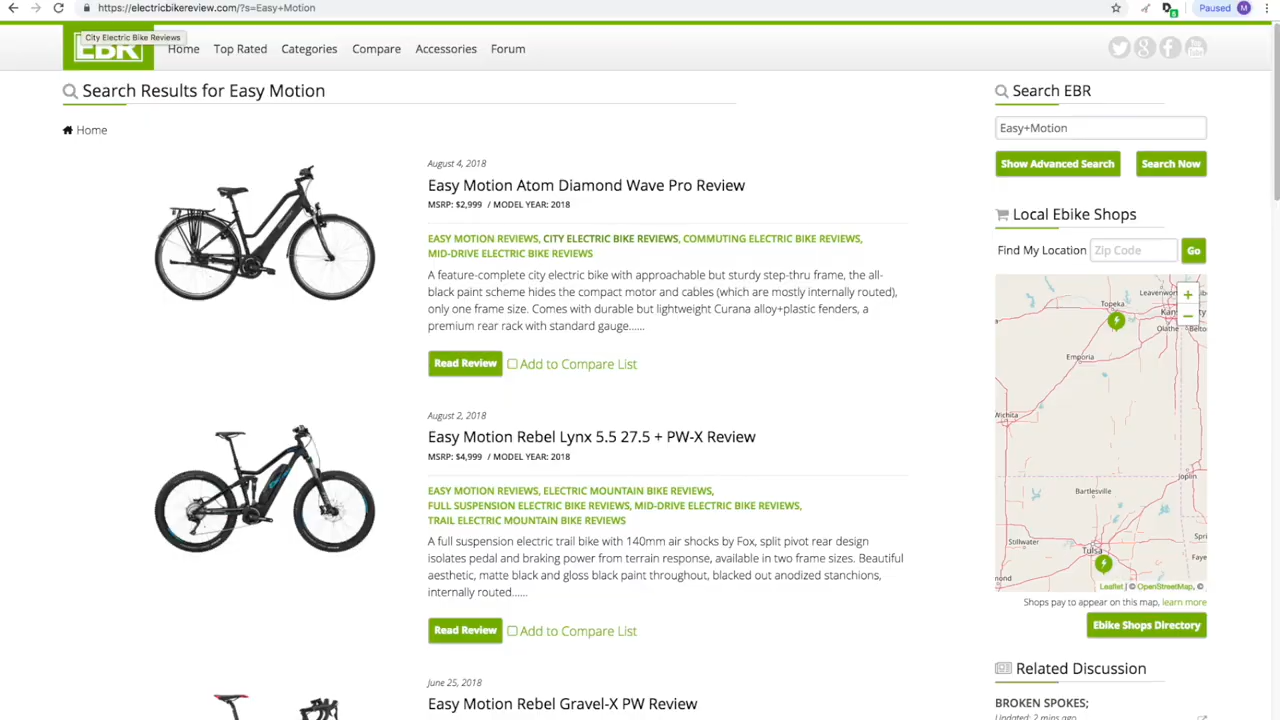 https://electricbikereview.com/?s=Easy+Motion
Paused
M
City Electric Bike Reviews
EBR
Home
Top Rated
Categories
Compare
Accessories
Forum
Search Results for Easy Motion
Home
August 4, 2018
Easy Motion Atom Diamond Wave Pro Review
MSRP: $2,999 / MODEL YEAR: 2018
EASY MOTION REVIEWS, CITY ELECTRIC BIKE REVIEWS, COMMUTING ELECTRIC BIKE REVIEWS,
MID-DRIVE ELECTRIC BIKE REVIEWS
A feature-complete city electric bike with approachable but sturdy step-thru frame, the all-
black paint scheme hides the compact motor and cables (which are mostly internally routed),
only one frame size. Comes with durable but lightweight Curana alloy+plastic fenders, a
premium rear rack with standard gauge......
Read Review
Add to Compare List
August 2, 2018
Easy Motion Rebel Lynx 5.5 27.5 + PW-X Review
MSRP: $4,999 / MODEL YEAR: 2018
EASY MOTION REVIEWS, ELECTRIC MOUNTAIN BIKE REVIEWS,
FULL SUSPENSION ELECTRIC BIKE REVIEWS, MID-DRIVE ELECTRIC BIKE REVIEWS,
TRAIL ELECTRIC MOUNTAIN BIKE REVIEWS
A full suspension electric trail bike with 140mm air shocks by Fox, split pivot rear design
isolates pedal and braking power from terrain response, available in two frame sizes. Beautiful
aesthetic, matte black and gloss black paint throughout, blacked out anodized stanchions,
internally routed......
Read Review
Add to Compare List
June 25, 2018
Easy Motion Rebel Gravel-X PW Review
Search EBR
Easy+Motion
Show Advanced Search
Search Now
Local Ebike Shops
Find My Location
Zip Code
Go
Leavenwor
Topeka
Kans
Olathe
Belto
Emporia
Wichita
Bartlesville
Joplin
Stillwater
Spri
Tulsa
Faye
mond
+
−
Leaflet | © OpenStreetMap, ©
Shops pay to appear on this map, learn more
Ebike Shops Directory
Related Discussion
BROKEN SPOKES;
Updated: 2 mins ago